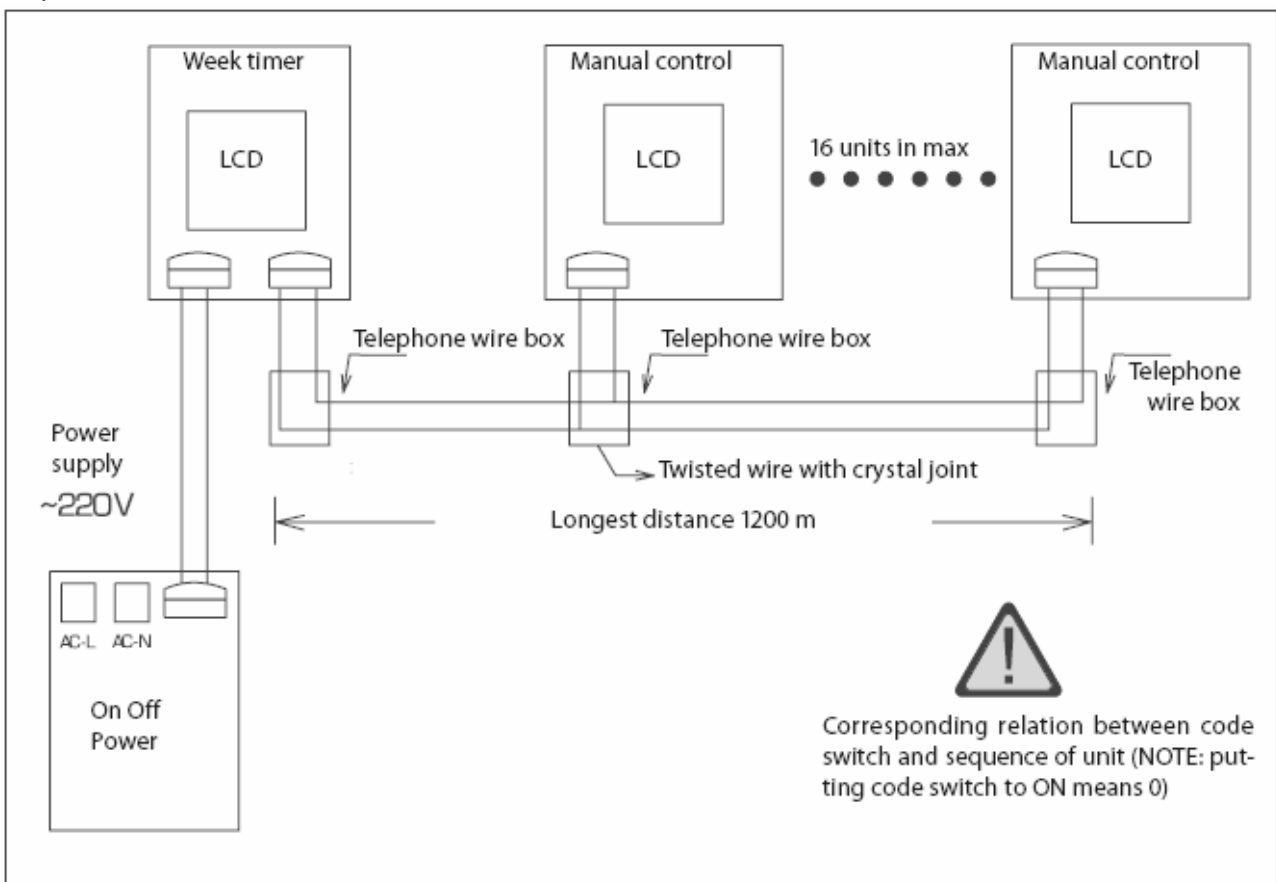 Week timer
Manual control
Manual control
LCD
LCD
16 units in max
LCD
Telephone wire box
Telephone wire box
Telephone
wire box
Power
supply
~220V
Twisted wire with crystal joint
Longest distance 1200 m
AC-L
AC-N
On Off
Power
Corresponding relation between code
switch and sequence of unit (NOTE: put-
ting code switch to ON means 0)